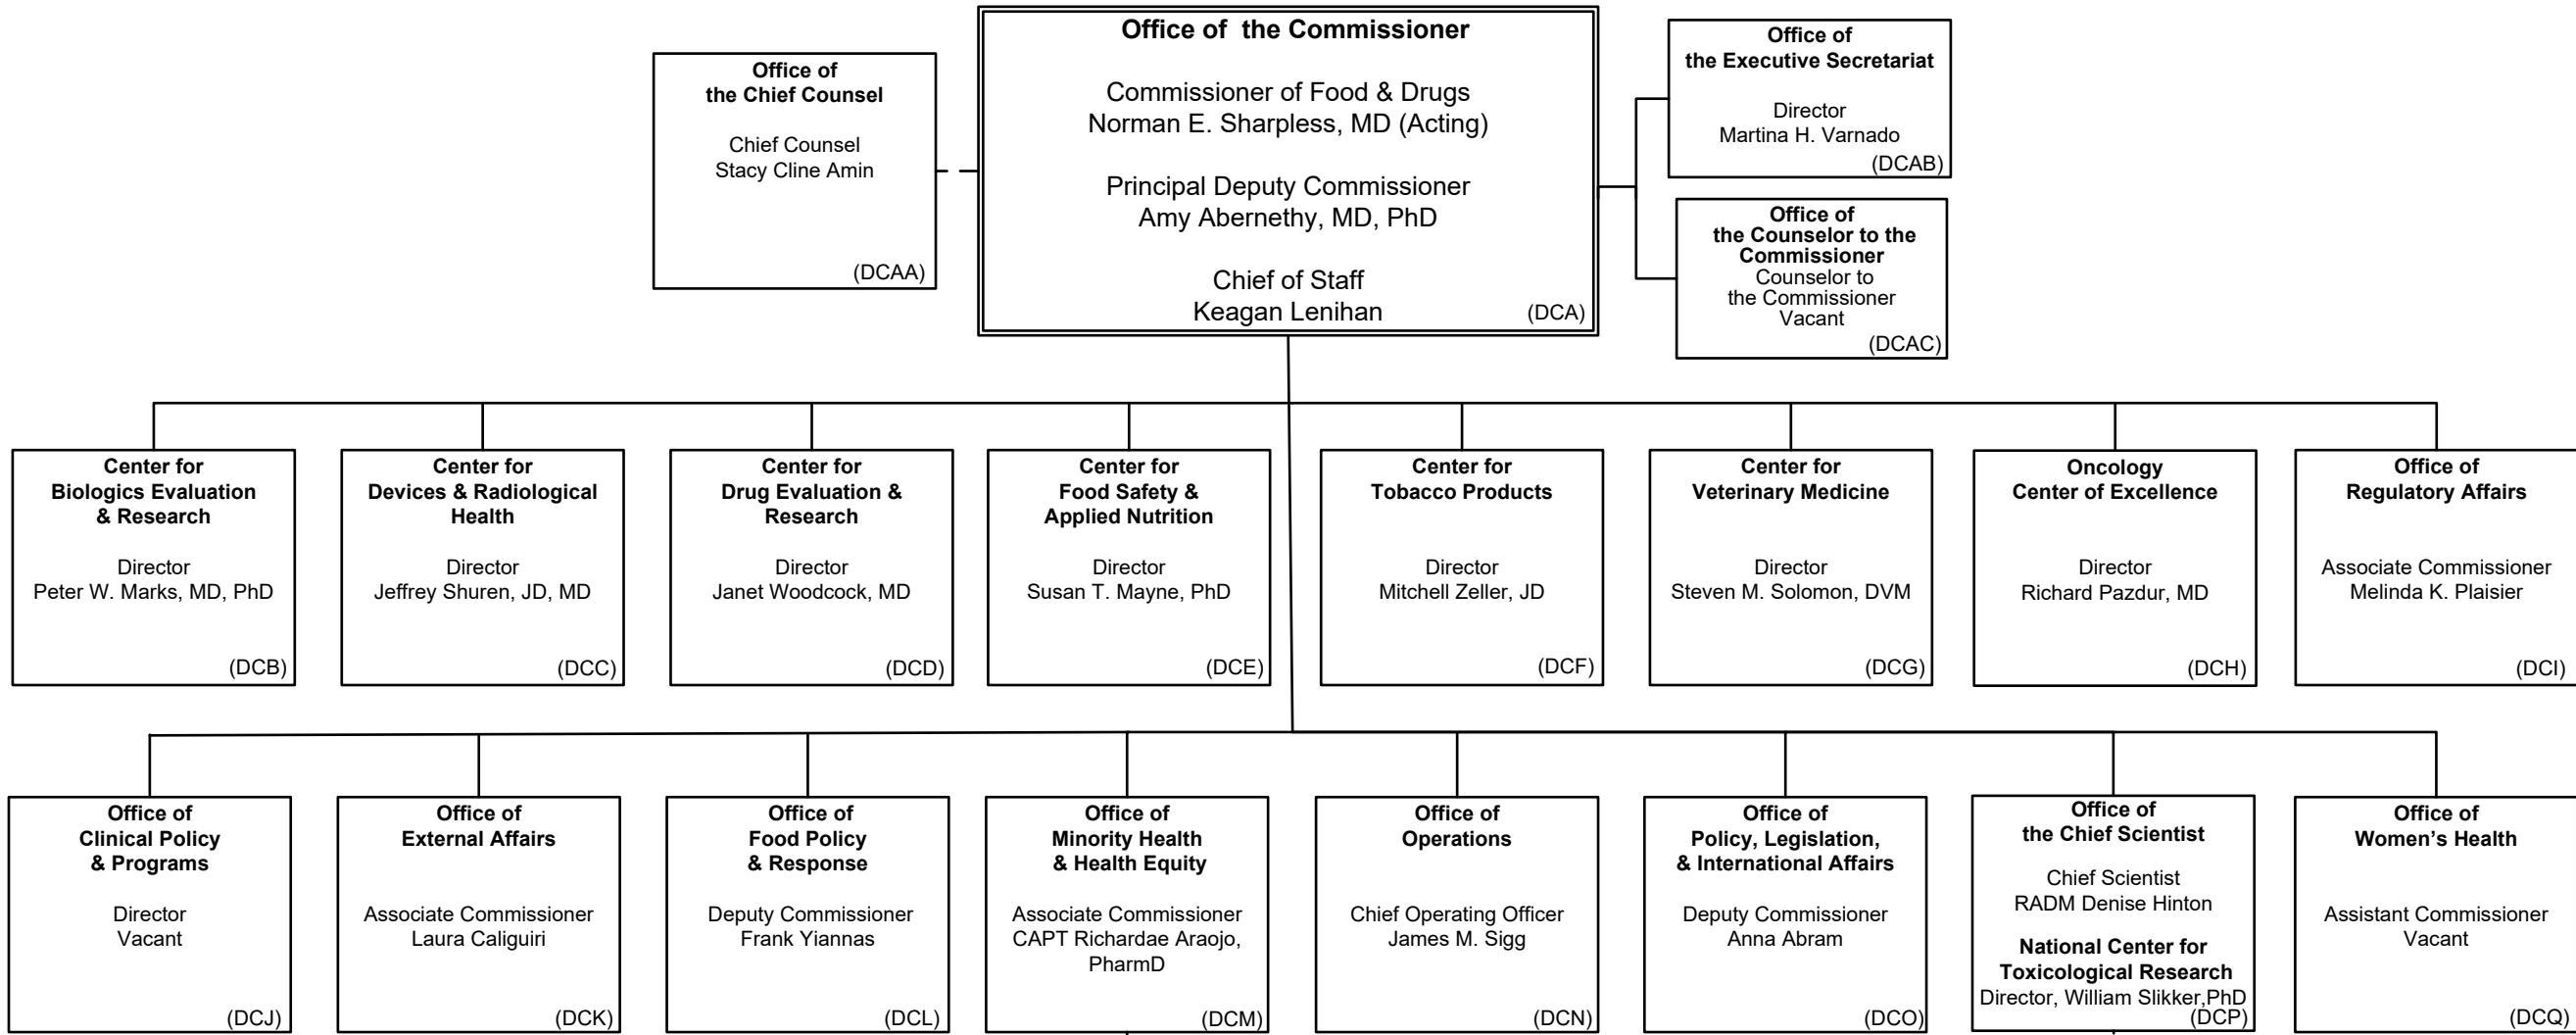 Office of the Commissioner
Commissioner of Food & Drugs
Norman E. Sharpless, MD (Acting)
Principal Deputy Commissioner
Amy Abernethy, MD, PhD
Chief of Staff
Keagan Lenihan
(DCA)
Office of
the Chief Counsel
Chief Counsel
Stacy Cline Amin
(DCAA)
Office of
the Executive Secretariat
Director
Martina H. Varnado
(DCAB)
Office of
the Counselor to the
Commissioner
Counselor to
the Commissioner
Vacant
(DCAC)
Center for
Biologics Evaluation
& Research
Director
Peter W. Marks, MD, PhD
(DCB)
Center for
Devices & Radiological
Health
Director
Jeffrey Shuren, JD, MD
(DCC)
Center for
Drug Evaluation &
Research
Director
Janet Woodcock, MD
(DCD)
Center for
Food Safety &
Applied Nutrition
Director
Susan T. Mayne, PhD
(DCE)
Center for
Tobacco Products
Director
Mitchell Zeller, JD
(DCF)
Center for
Veterinary Medicine
Director
Steven M. Solomon, DVM
(DCG)
Oncology
Center of Excellence
Director
Richard Pazdur, MD
(DCH)
Office of
Regulatory Affairs
Associate Commissioner
Melinda K. Plaisier
(DCI)
Office of
Clinical Policy
& Programs
Director
Vacant
(DCJ)
Office of
External Affairs
Associate Commissioner
Laura Caliguiri
(DCK)
Office of
Food Policy
& Response
Deputy Commissioner
Frank Yiannas
(DCL)
Office of
Minority Health
& Health Equity
Associate Commissioner
CAPT Richardae Araojo,
PharmD
(DCM)
Office of
Operations
Chief Operating Officer
James M. Sigg
(DCN)
Office of
Policy, Legislation,
& International Affairs
Deputy Commissioner
Anna Abram
(DCO)
Office of
the Chief Scientist
Chief Scientist
RADM Denise Hinton
National Center for
Toxicological Research
Director, William Slikker,PhD
(DCP)
Office of
Women's Health
Assistant Commissioner
Vacant
(DCQ)